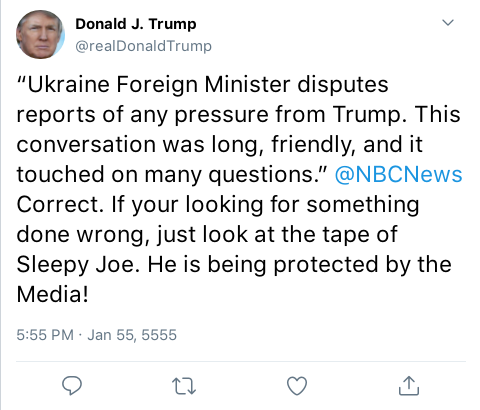 Donald J. Trump
@realDonaldTrump
“Ukraine Foreign Minister disputes
reports of any pressure from Trump. This
conversation was long, friendly, and it
touched on many questions.” @NBCNews
Correct. If your looking for something
done wrong, just look at the tape of
Sleepy Joe. He is being protected by the
Media!
5:55 PM · Jan 55, 5555